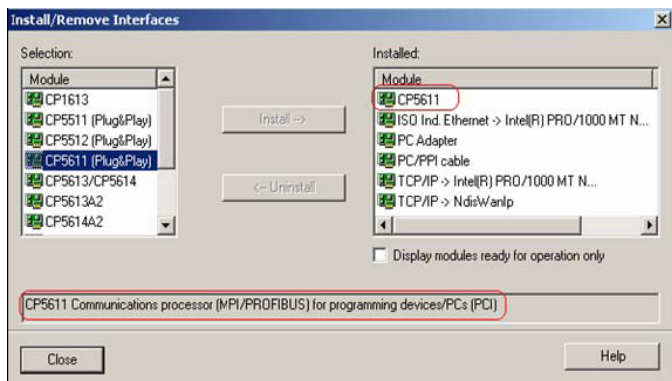 Install/Remove Interfaces
Selection:
Module
CP1613
CP5511 (Plug&Play)
CP5512 (Plug&Play)
CP5611 (Plug&Play)
CP5613/CP5614
CP5613A2
CP5614A2
Install -->
<-- Uninstall
Installed:
Module
CP5611
ISO Ind. Ethernet -> Intel(R) PRO/1000 MT N...
PC Adapter
PC/PPI cable
TCP/IP -> Intel(R) PRO/1000 MT N...
TCP/IP -> NdisWanIp
Display modules ready for operation only
CP5611 Communications processor (MPI/PROFIBUS) for programming devices/PCs (PCI)
Close
Help